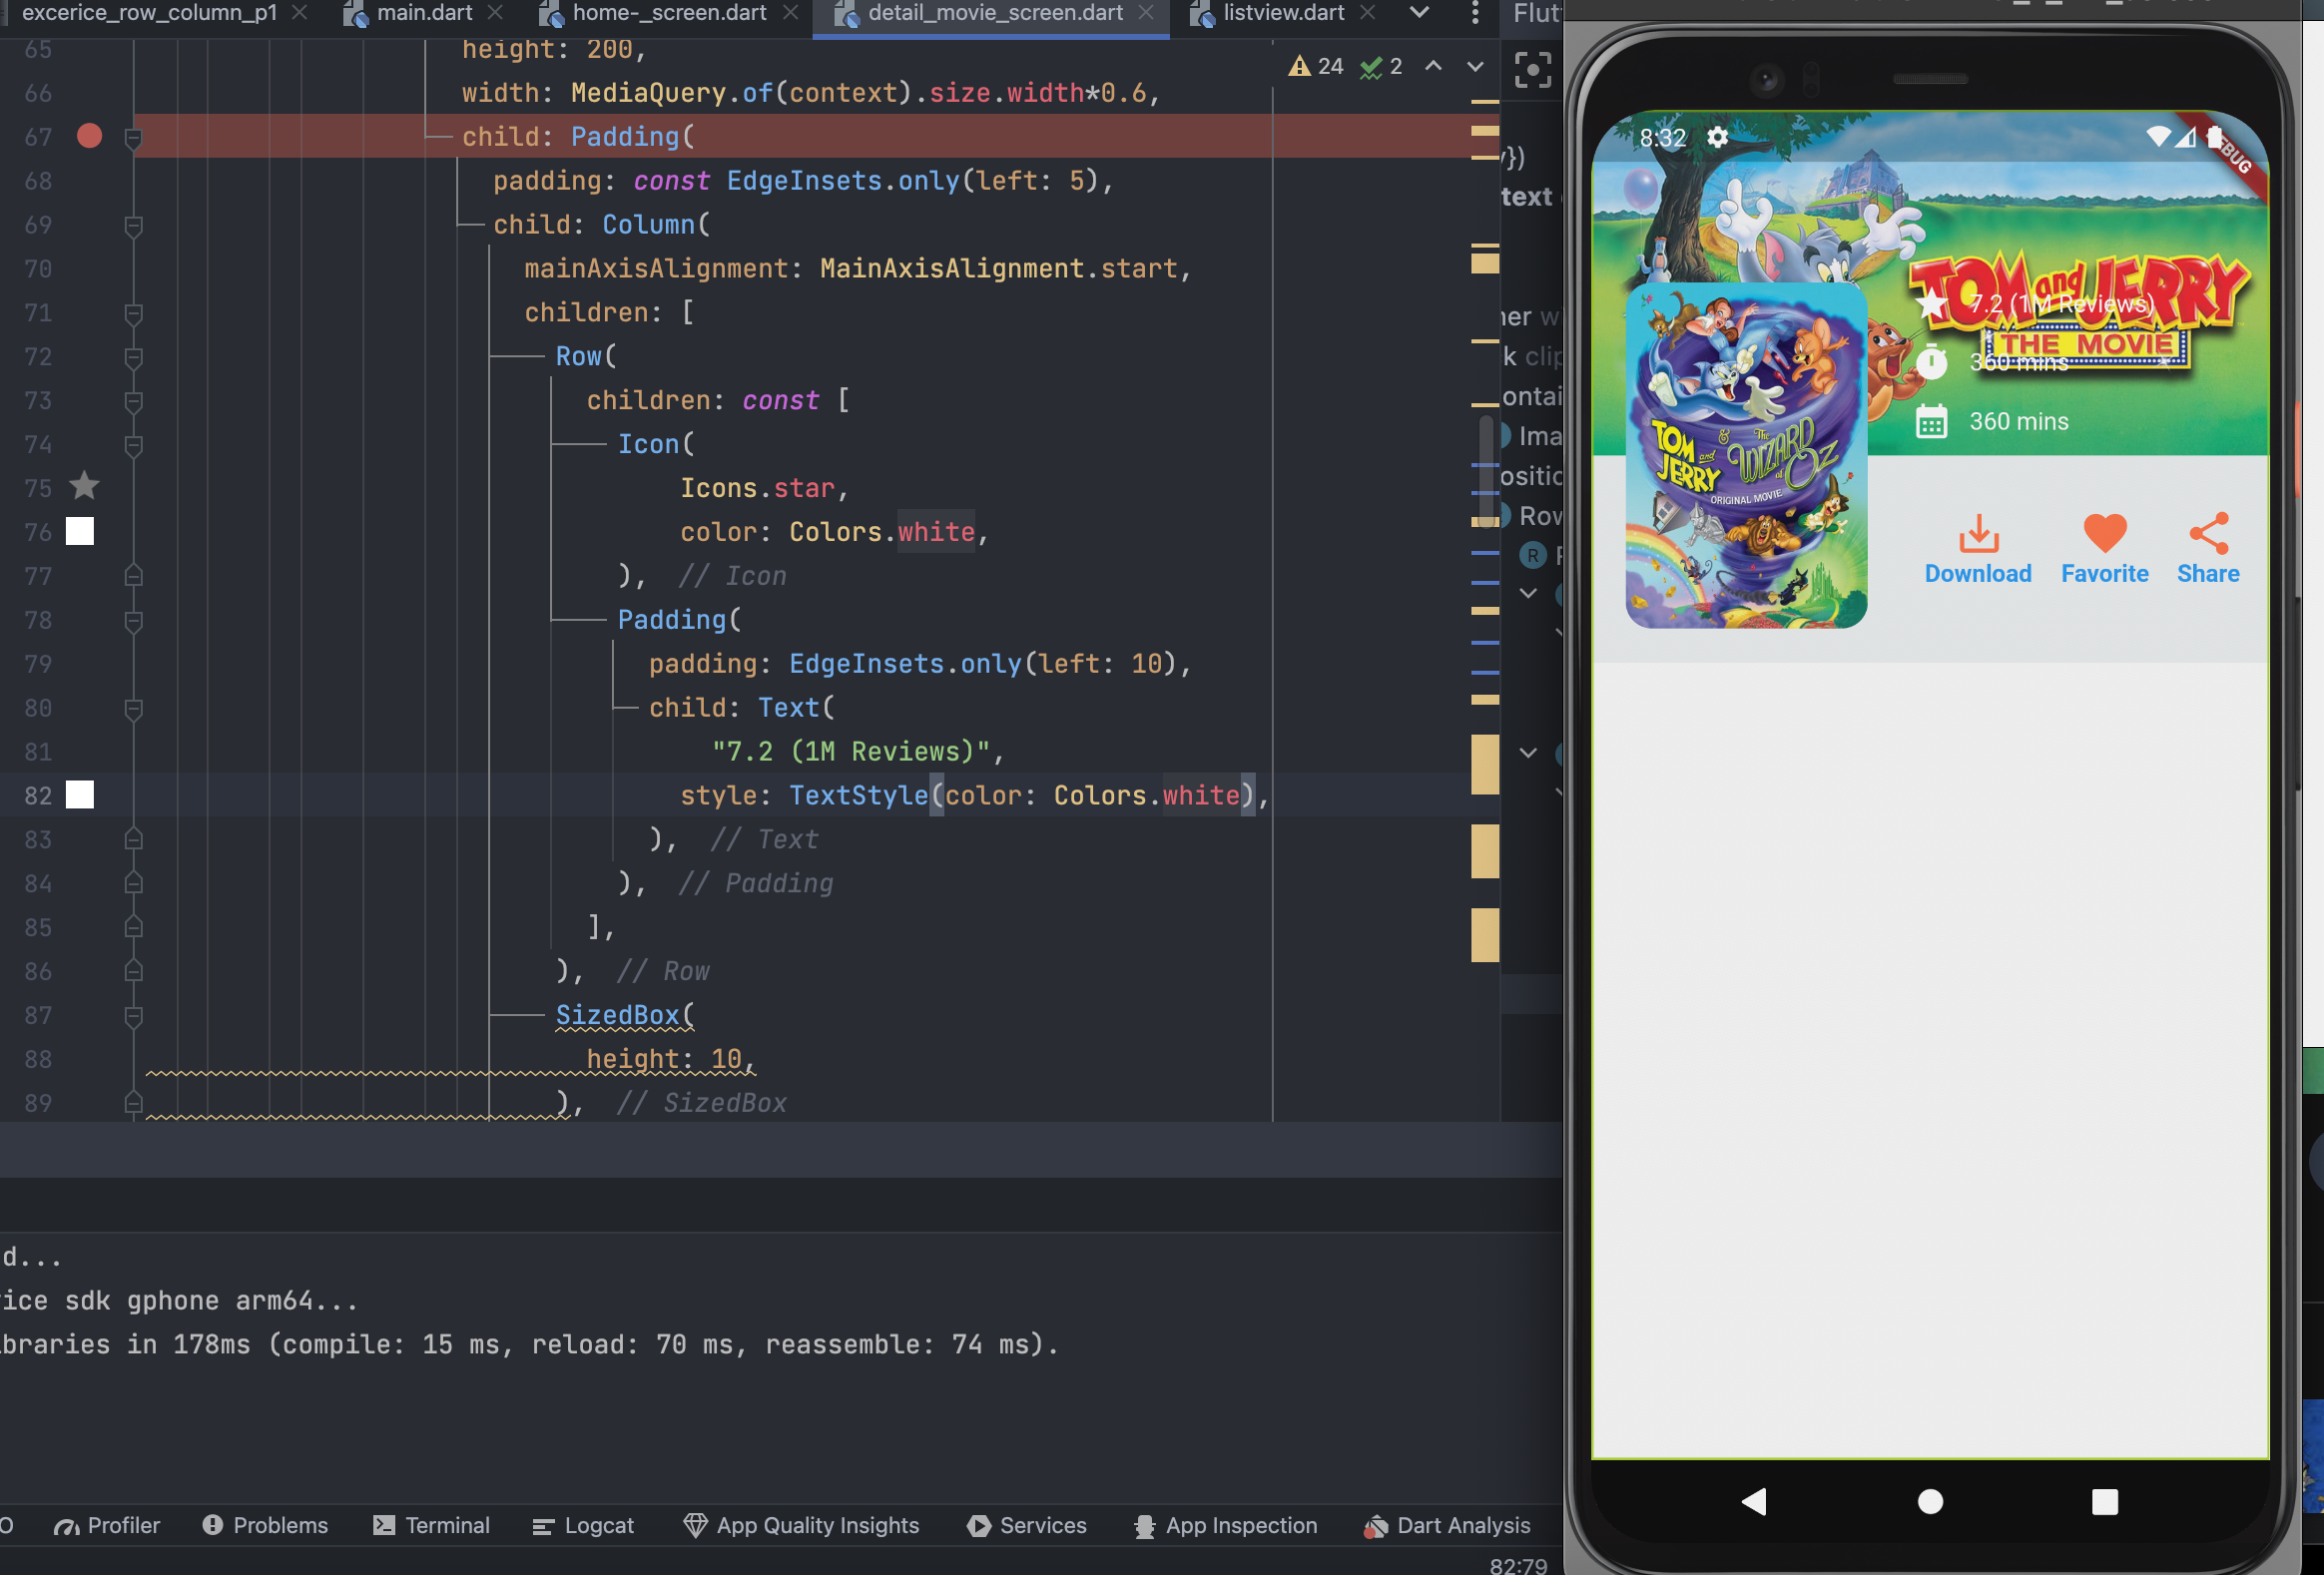 excerice_row_column_p1
main.dart
home-_screen.dart
detail_movie_screen.dart
listview.dart
24
2
65 height: 200,
66 width: MediaQuery.of(context).size.width*0.6,
67 child: Padding(
68 padding: const EdgeInsets.only(left: 5),
69 child: Column(
70 mainAxisAlignment: MainAxisAlignment.start,
71 children: [
72 Row(
73 children: const [
74 Icon(
75 Icons.star,
76 color: Colors.white,
77 ), // Icon
78 Padding(
79 padding: EdgeInsets.only(left: 10),
80 child: Text(
81 "7.2 (1M Reviews)",
82 style: TextStyle(color: Colors.white),
83 ), // Text
84 ), // Padding
85 ],
86 ), // Row
87 SizedBox(
88 height: 10,
89 ), // SizedBox
d...
ice sdk gphone arm64...
braries in 178ms (compile: 15 ms, reload: 70 ms, reassemble: 74 ms).
Profiler
Problems
Terminal
Logcat
App Quality Insights
Services
App Inspection
Dart Analysis
82:79
Flut
})
text
ner w
k clip
ontai
Ima
ositic
Row
R
8:32
BUG
TOM and JERRY
THE MOVIE
7.2 (1M Reviews)
360 mins
360 mins
TOM and JERRY
& The WIZARD of OZ
ORIGINAL MOVIE
Download
Favorite
Share